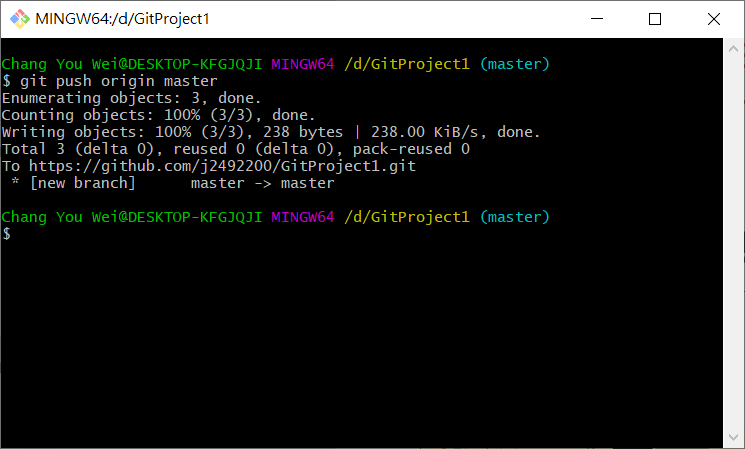 MINGW64:/d/GitProject1
Chang You Wei@DESKTOP-KFGJQJI MINGW64 /d/GitProject1 (master)
$ git push origin master
Enumerating objects: 3, done.
Counting objects: 100% (3/3), done.
Writing objects: 100% (3/3), 238 bytes | 238.00 KiB/s, done.
Total 3 (delta 0), reused 0 (delta 0), pack-reused 0
To https://github.com/j2492200/GitProject1.git
 * [new branch]      master -> master
Chang You Wei@DESKTOP-KFGJQJI MINGW64 /d/GitProject1 (master)
$